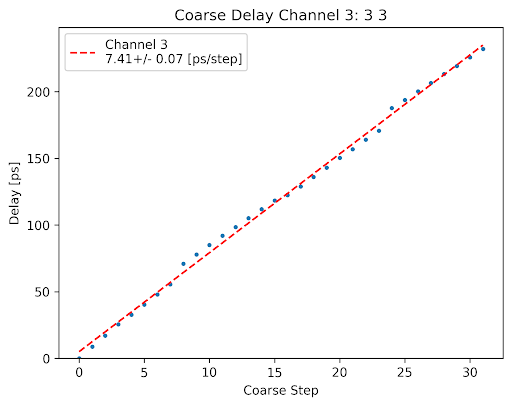 Coarse Delay Channel 3: 3 3
Channel 3
7.41+/- 0.07 [ps/step]
200
150
100
50
0
Delay [ps]
0 5 10 15 20 25 30
Coarse Step